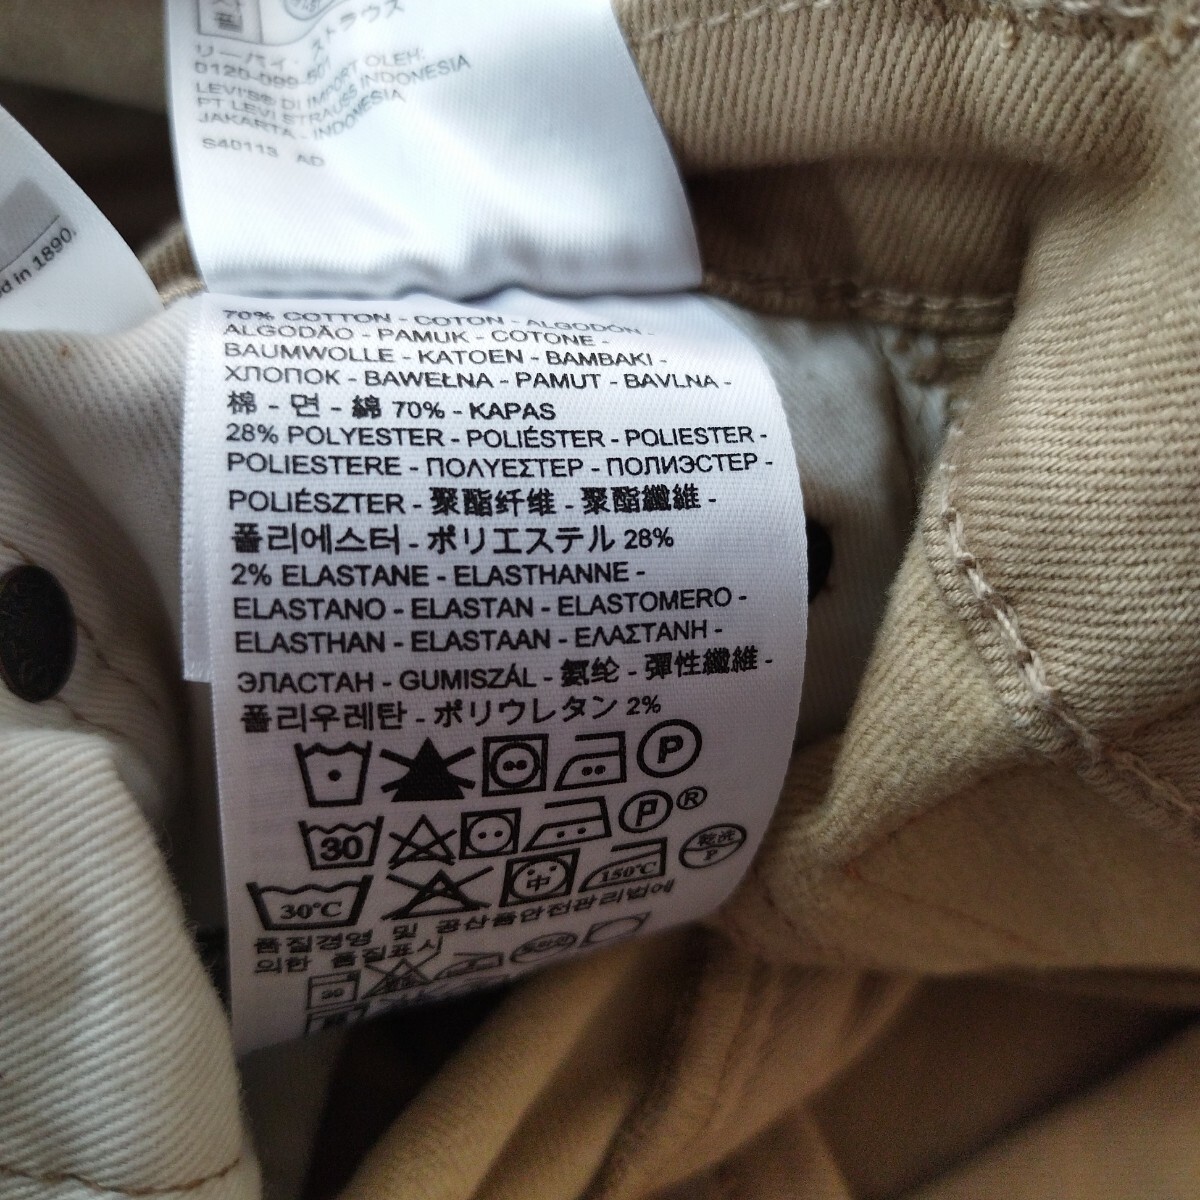 リーバイ・ストラウス
0120-099-501
LEVI'S® DI IMPORT OLEH:
PT LEVI STRAUSS INDONESIA
JAKARTA - INDONESIA
S40113 AD
d in 1890.
70% COTTON - COTON - ALGODÓN -
ALGODÃO - PAMUK - COTONE -
BAUMWOLLE - KATOEN - BAMBAKI -
ХЛОПОК - BAWEŁNA - PAMUT - BAVLNA -
棉 - 면 - 綿 70% - KAPAS
28% POLYESTER - POLIÉSTER - POLIESTER -
POLIESTERE - ΠΟΛΥΕΣΤΕΡ - ПОЛИЭСТЕР -
POLIÉSZTER - 聚酯纤维 - 聚酯纖維 -
폴리에스터 - ポリエステル 28%
2% ELASTANE - ELASTHANNE -
ELASTANO - ELASTAN - ELASTOMERO -
ELASTHAN - ELASTAAN - ΕΛΑΣΤΑΝΗ -
ЭЛАСТАН - GUMISZÁL - 氨纶 - 彈性纖維 -
폴리우레탄 - ポリウレタン 2%
P
30 P ®
30°C 中 150°C 乾洗 P
품질경영 및 공산품안전관리법에
의한 품질표시
30